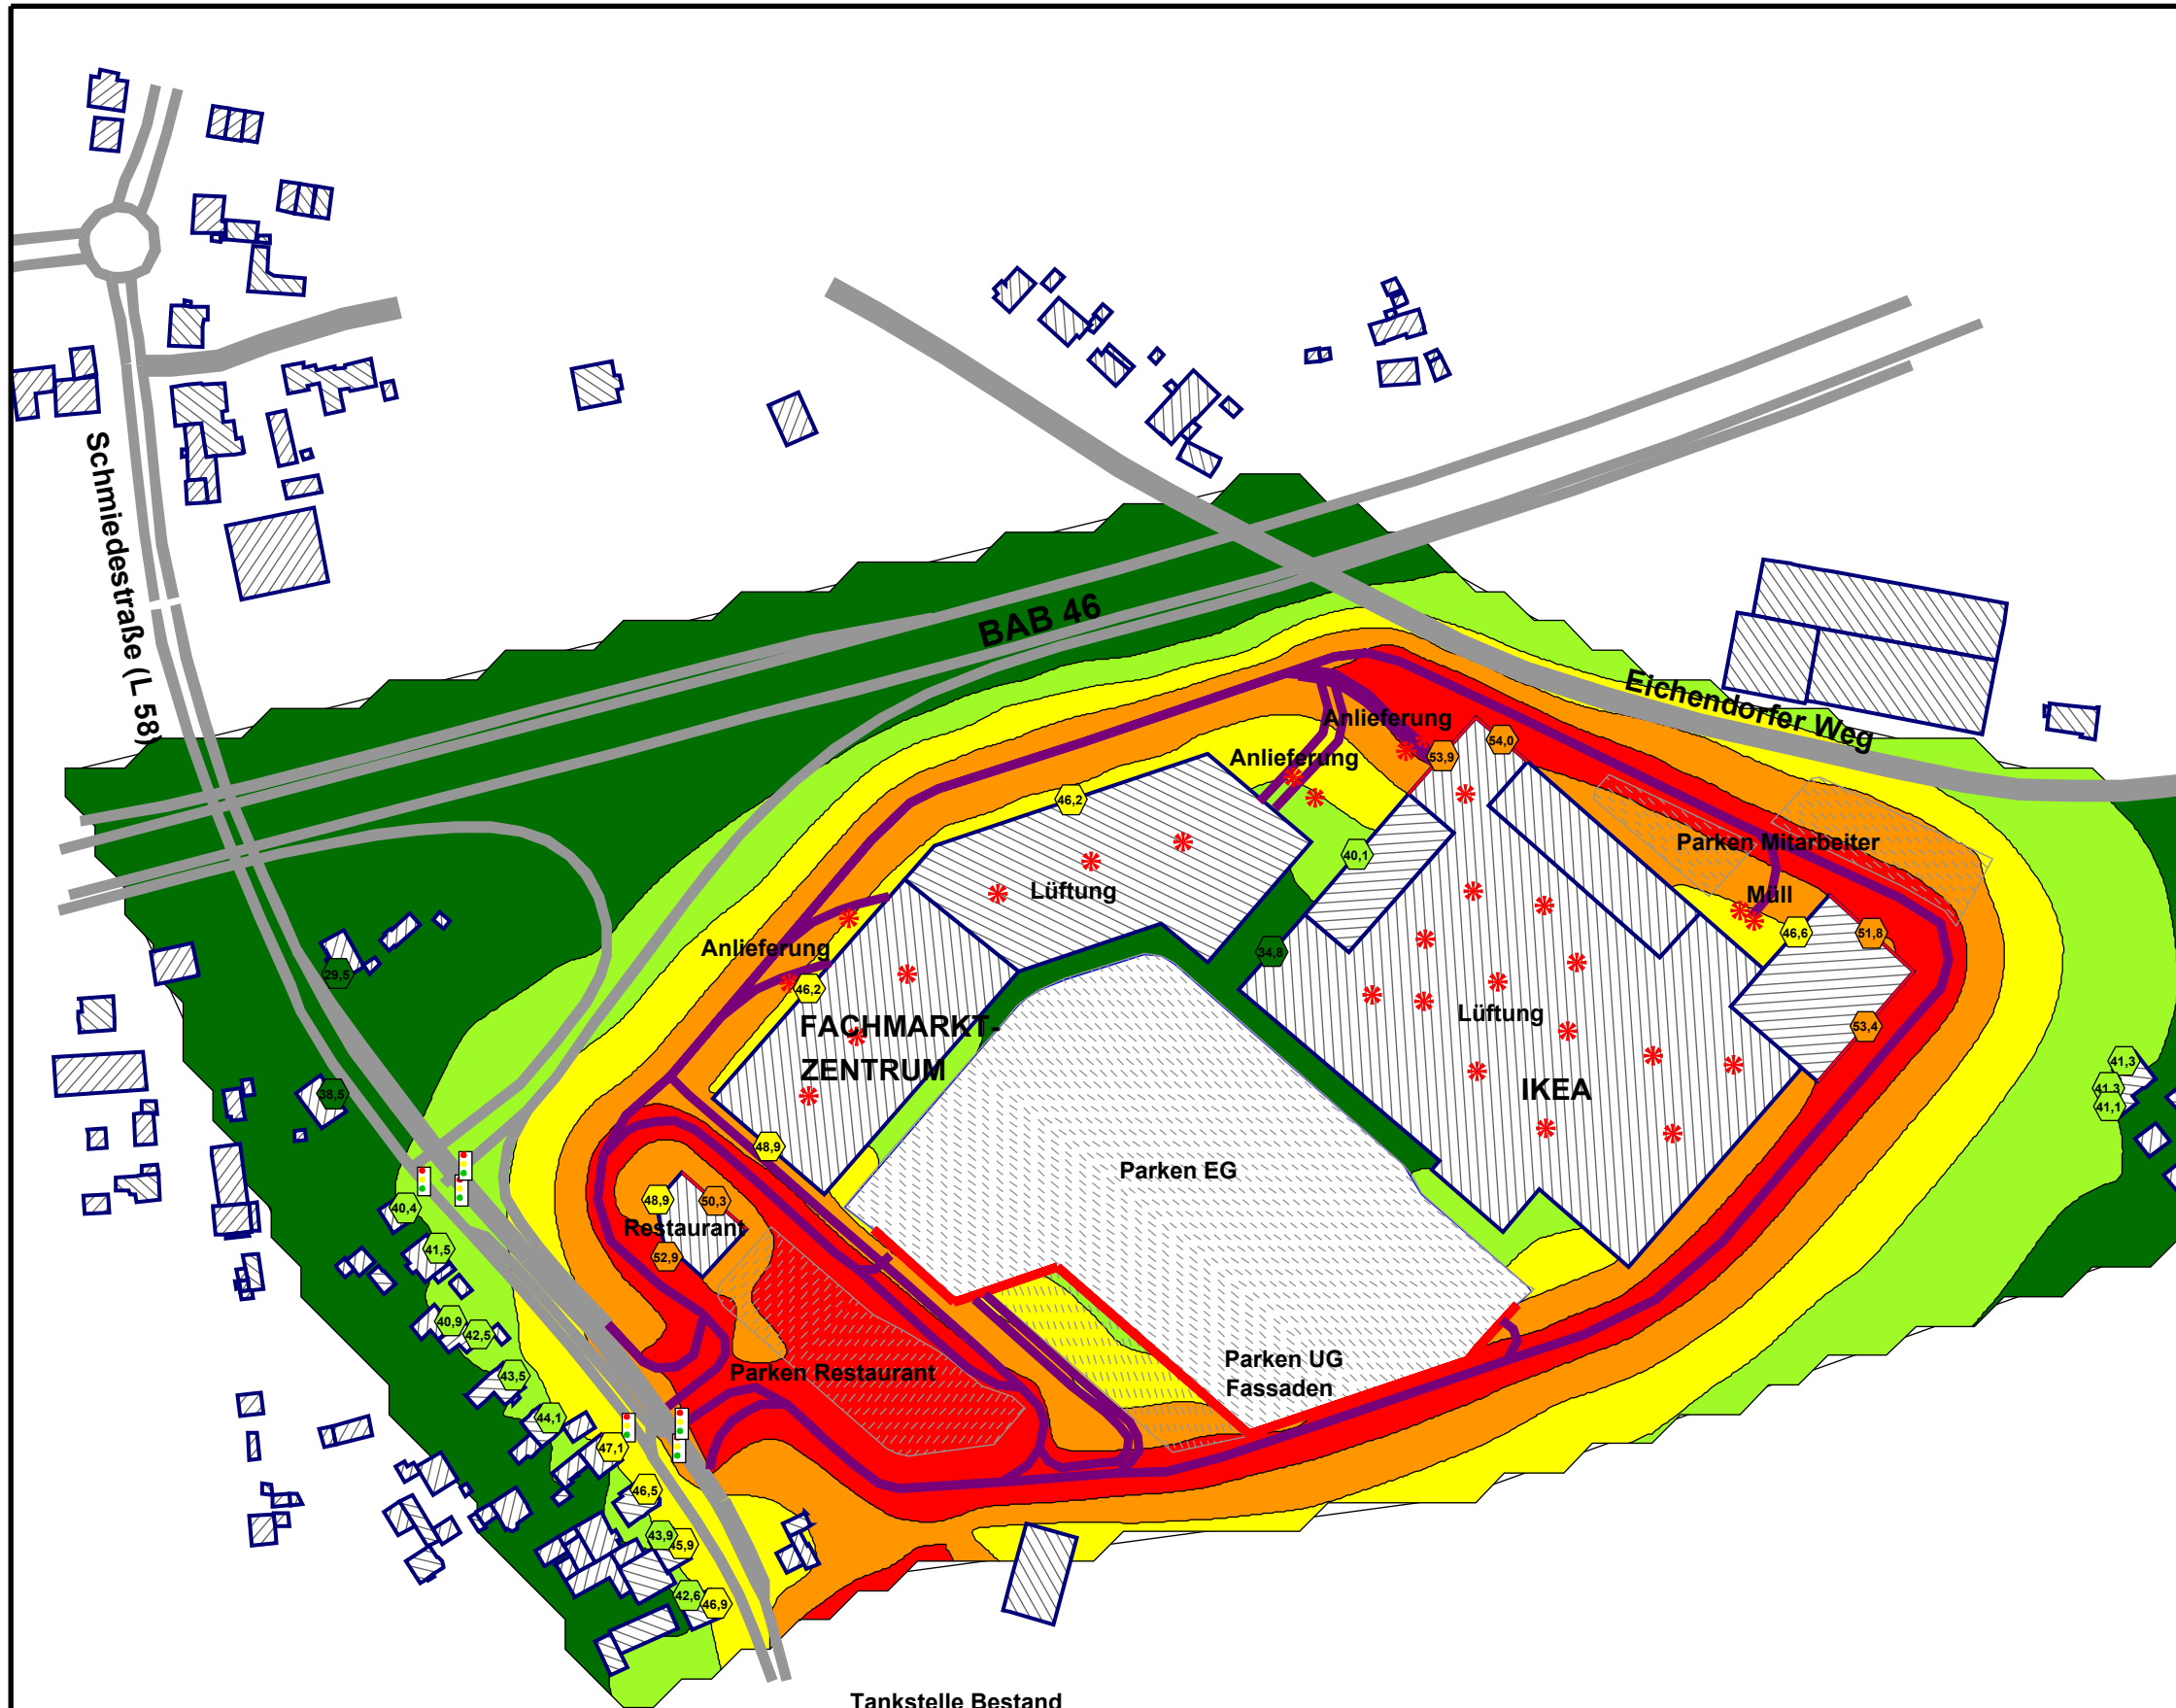 Schmiedestraße (L 58)
BAB 46
Eichendorfer Weg
Anlieferung
54,0
53,9
Anlieferung
46,2
Parken Mitarbeiter
40,1
Lüftung
Müll
Anlieferung
34,8
46,6
51,8
29,5
46,2
Lüftung
FACHMARKT-
ZENTRUM
53,4
IKEA
41,3
41,3
41,1
38,5
48,9
Parken EG
48,9
50,3
40,4
Restaurant
41,5
52,9
40,9
42,5
Parken UG
Fassaden
Parken Restaurant
43,5
44,1
47,1
46,5
43,9
45,9
42,6
46,9
Tankstelle Bestand